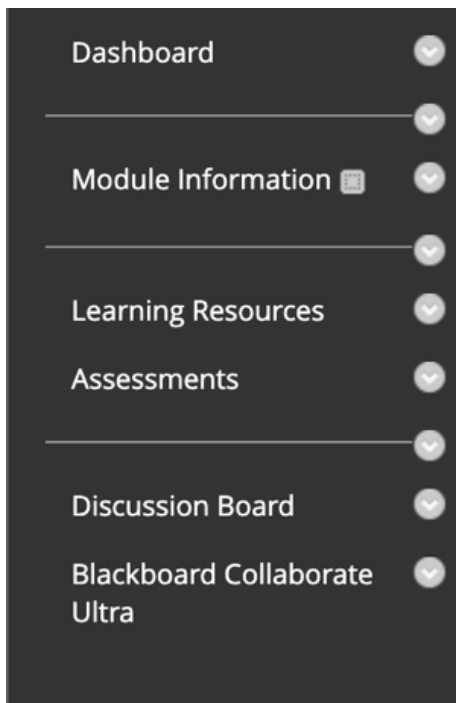 Dashboard
Module Information
Learning Resources
Assessments
Discussion Board
Blackboard Collaborate
Ultra